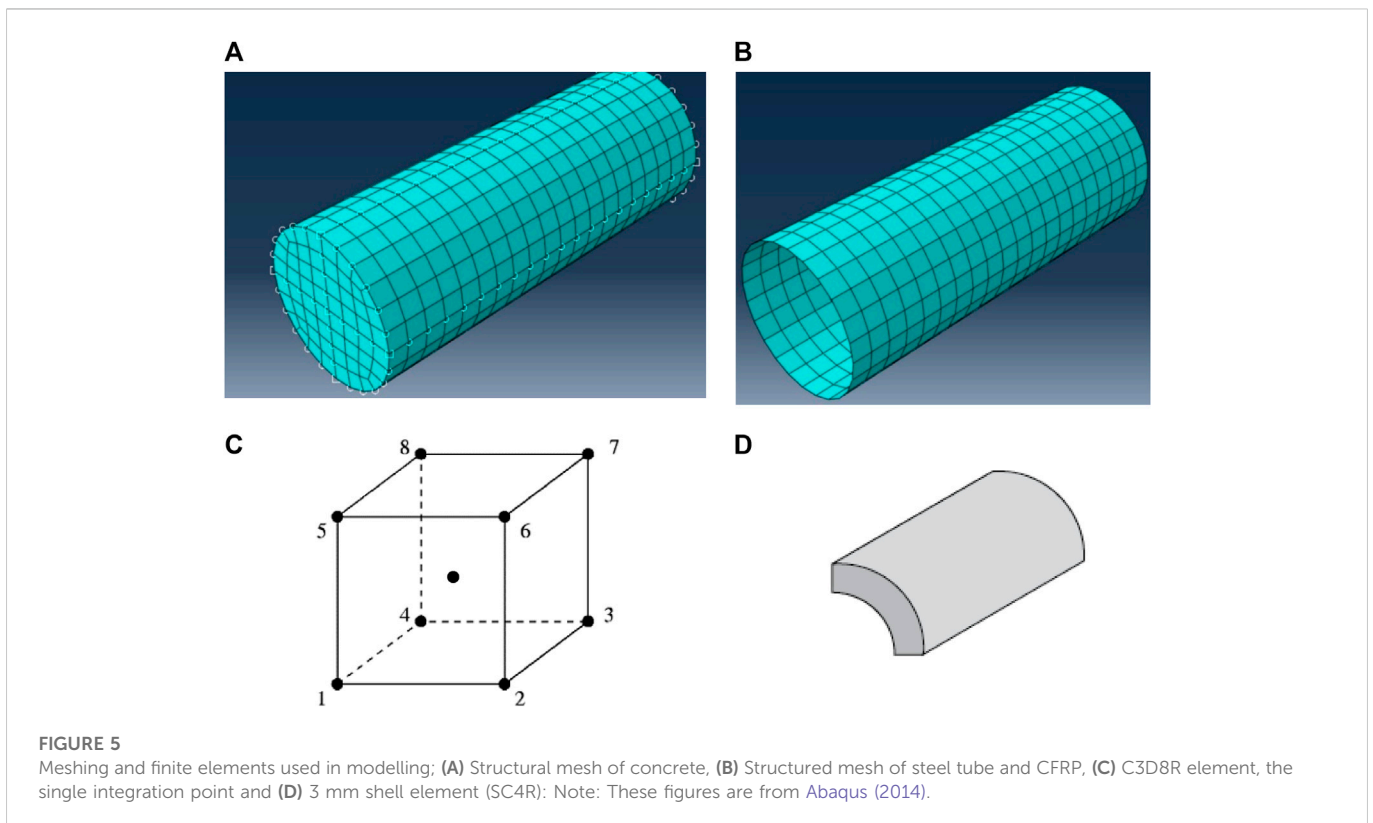 A
B
C
D
8
7
5
6
4
3
1
2
FIGURE 5
Meshing and finite elements used in modelling; (A) Structural mesh of concrete, (B) Structured mesh of steel tube and CFRP, (C) C3D8R element, the
single integration point and (D) 3 mm shell element (SC4R): Note: These figures are from Abaqus (2014).